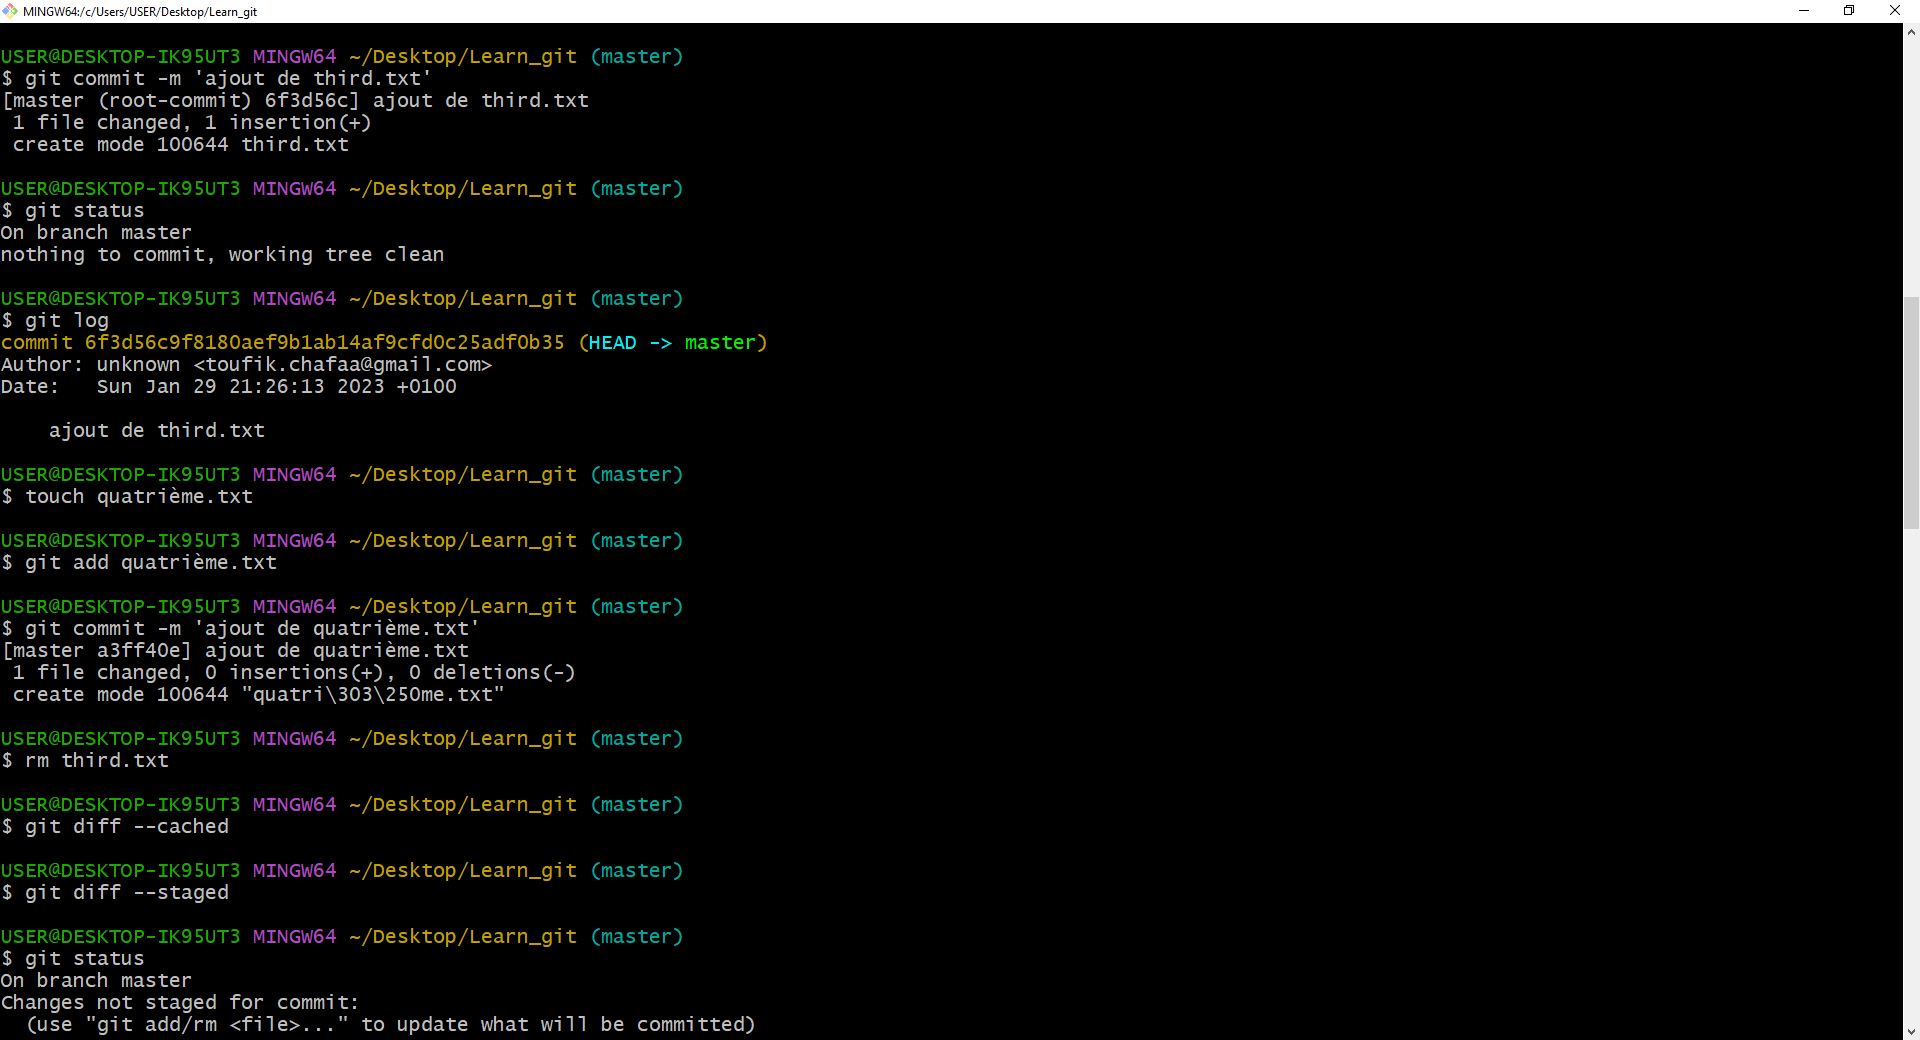 MINGW64:/c/Users/USER/Desktop/Learn_git
USER@DESKTOP-IK95UT3 MINGW64 ~/Desktop/Learn_git (master)
$ git commit -m 'ajout de third.txt'
[master (root-commit) 6f3d56c] ajout de third.txt
 1 file changed, 1 insertion(+)
 create mode 100644 third.txt
USER@DESKTOP-IK95UT3 MINGW64 ~/Desktop/Learn_git (master)
$ git status
On branch master
nothing to commit, working tree clean
USER@DESKTOP-IK95UT3 MINGW64 ~/Desktop/Learn_git (master)
$ git log
commit 6f3d56c9f8180aef9b1ab14af9cfd0c25adf0b35 (HEAD -> master)
Author: unknown <toufik.chafaa@gmail.com>
Date:   Sun Jan 29 21:26:13 2023 +0100
    ajout de third.txt
USER@DESKTOP-IK95UT3 MINGW64 ~/Desktop/Learn_git (master)
$ touch quatrième.txt
USER@DESKTOP-IK95UT3 MINGW64 ~/Desktop/Learn_git (master)
$ git add quatrième.txt
USER@DESKTOP-IK95UT3 MINGW64 ~/Desktop/Learn_git (master)
$ git commit -m 'ajout de quatrième.txt'
[master a3ff40e] ajout de quatrième.txt
 1 file changed, 0 insertions(+), 0 deletions(-)
 create mode 100644 "quatri\303\250me.txt"
USER@DESKTOP-IK95UT3 MINGW64 ~/Desktop/Learn_git (master)
$ rm third.txt
USER@DESKTOP-IK95UT3 MINGW64 ~/Desktop/Learn_git (master)
$ git diff --cached
USER@DESKTOP-IK95UT3 MINGW64 ~/Desktop/Learn_git (master)
$ git diff --staged
USER@DESKTOP-IK95UT3 MINGW64 ~/Desktop/Learn_git (master)
$ git status
On branch master
Changes not staged for commit:
  (use "git add/rm <file>..." to update what will be committed)